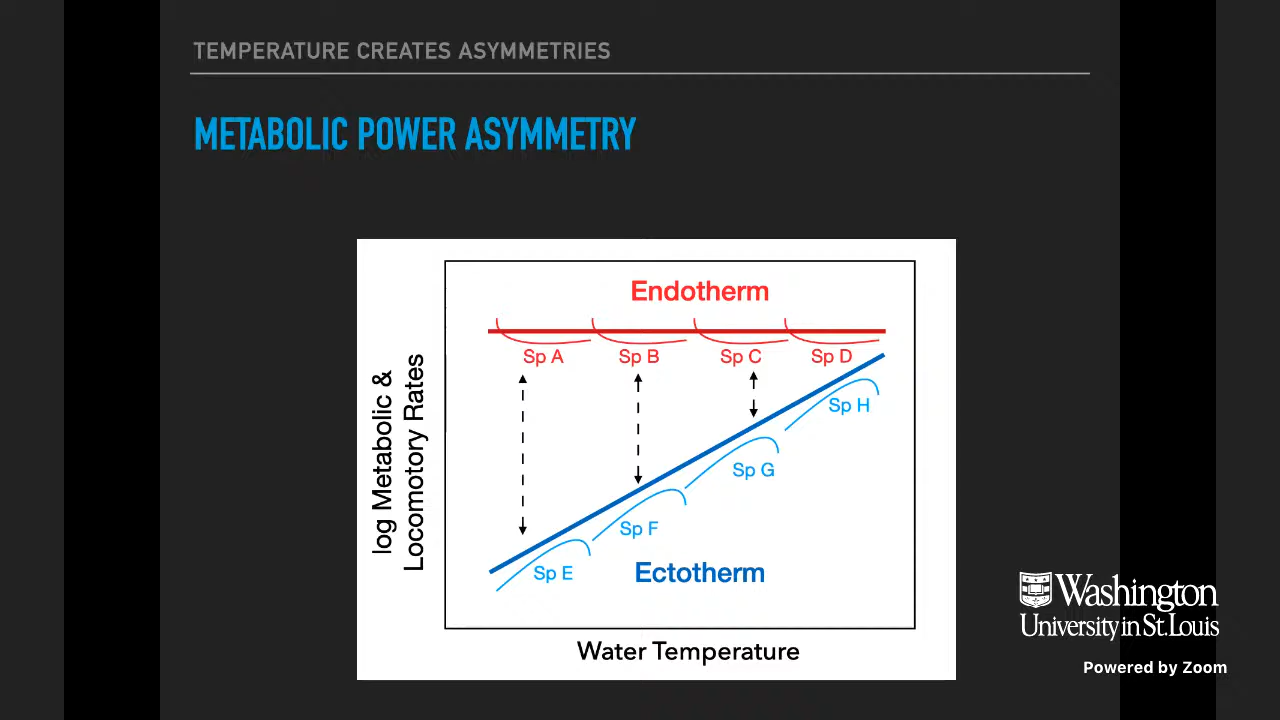 TEMPERATURE CREATES ASYMMETRIES
METABOLIC POWER ASYMMETRY
Endotherm
Sp A
Sp B
Sp C
Sp D
Sp H
Sp G
Sp F
Sp E
Ectotherm
log Metabolic &
Locomotory Rates
Water Temperature
Washington
University in St. Louis
Powered by Zoom